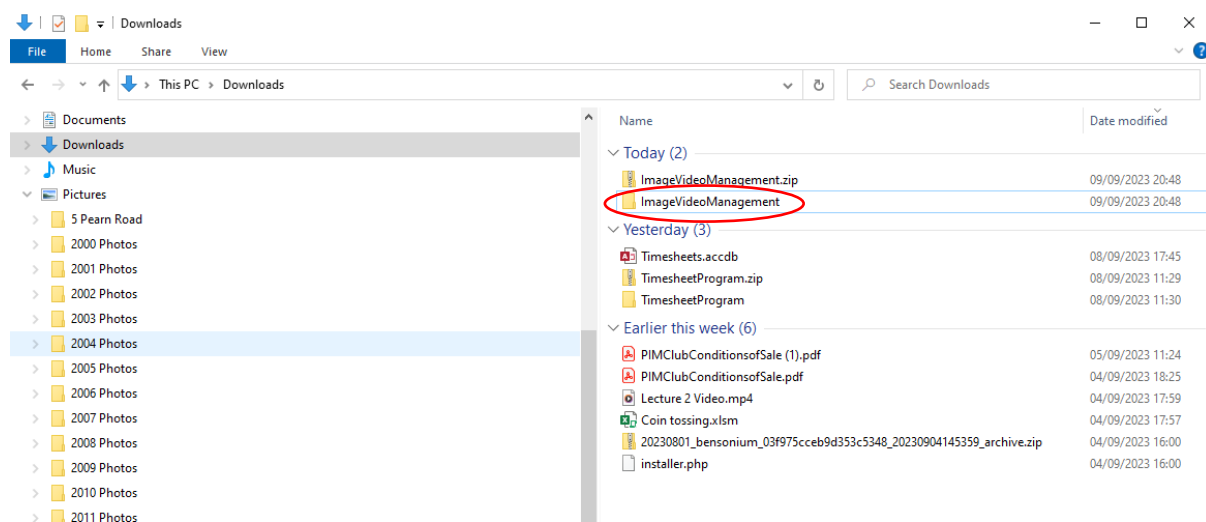 Downloads
File Home Share View
This PC > Downloads
Search Downloads
Documents
Downloads
Music
Pictures
5 Pearn Road
2000 Photos
2001 Photos
2002 Photos
2003 Photos
2004 Photos
2005 Photos
2006 Photos
2007 Photos
2008 Photos
2009 Photos
2010 Photos
2011 Photos
Name Date modified
Today (2)
ImageVideoManagement.zip 09/09/2023 20:48
ImageVideoManagement 09/09/2023 20:48
Yesterday (3)
Timesheets.accdb 08/09/2023 17:45
TimesheetProgram.zip 08/09/2023 11:29
TimesheetProgram 08/09/2023 11:30
Earlier this week (6)
PIMClubConditionsofSale (1).pdf 05/09/2023 11:24
PIMClubConditionsofSale.pdf 04/09/2023 18:25
Lecture 2 Video.mp4 04/09/2023 17:59
Coin tossing.xlsm 04/09/2023 17:57
20230801_bensonium_03f975cceb9d353c5348_20230904145359_archive.zip 04/09/2023 16:00
installer.php 04/09/2023 16:00